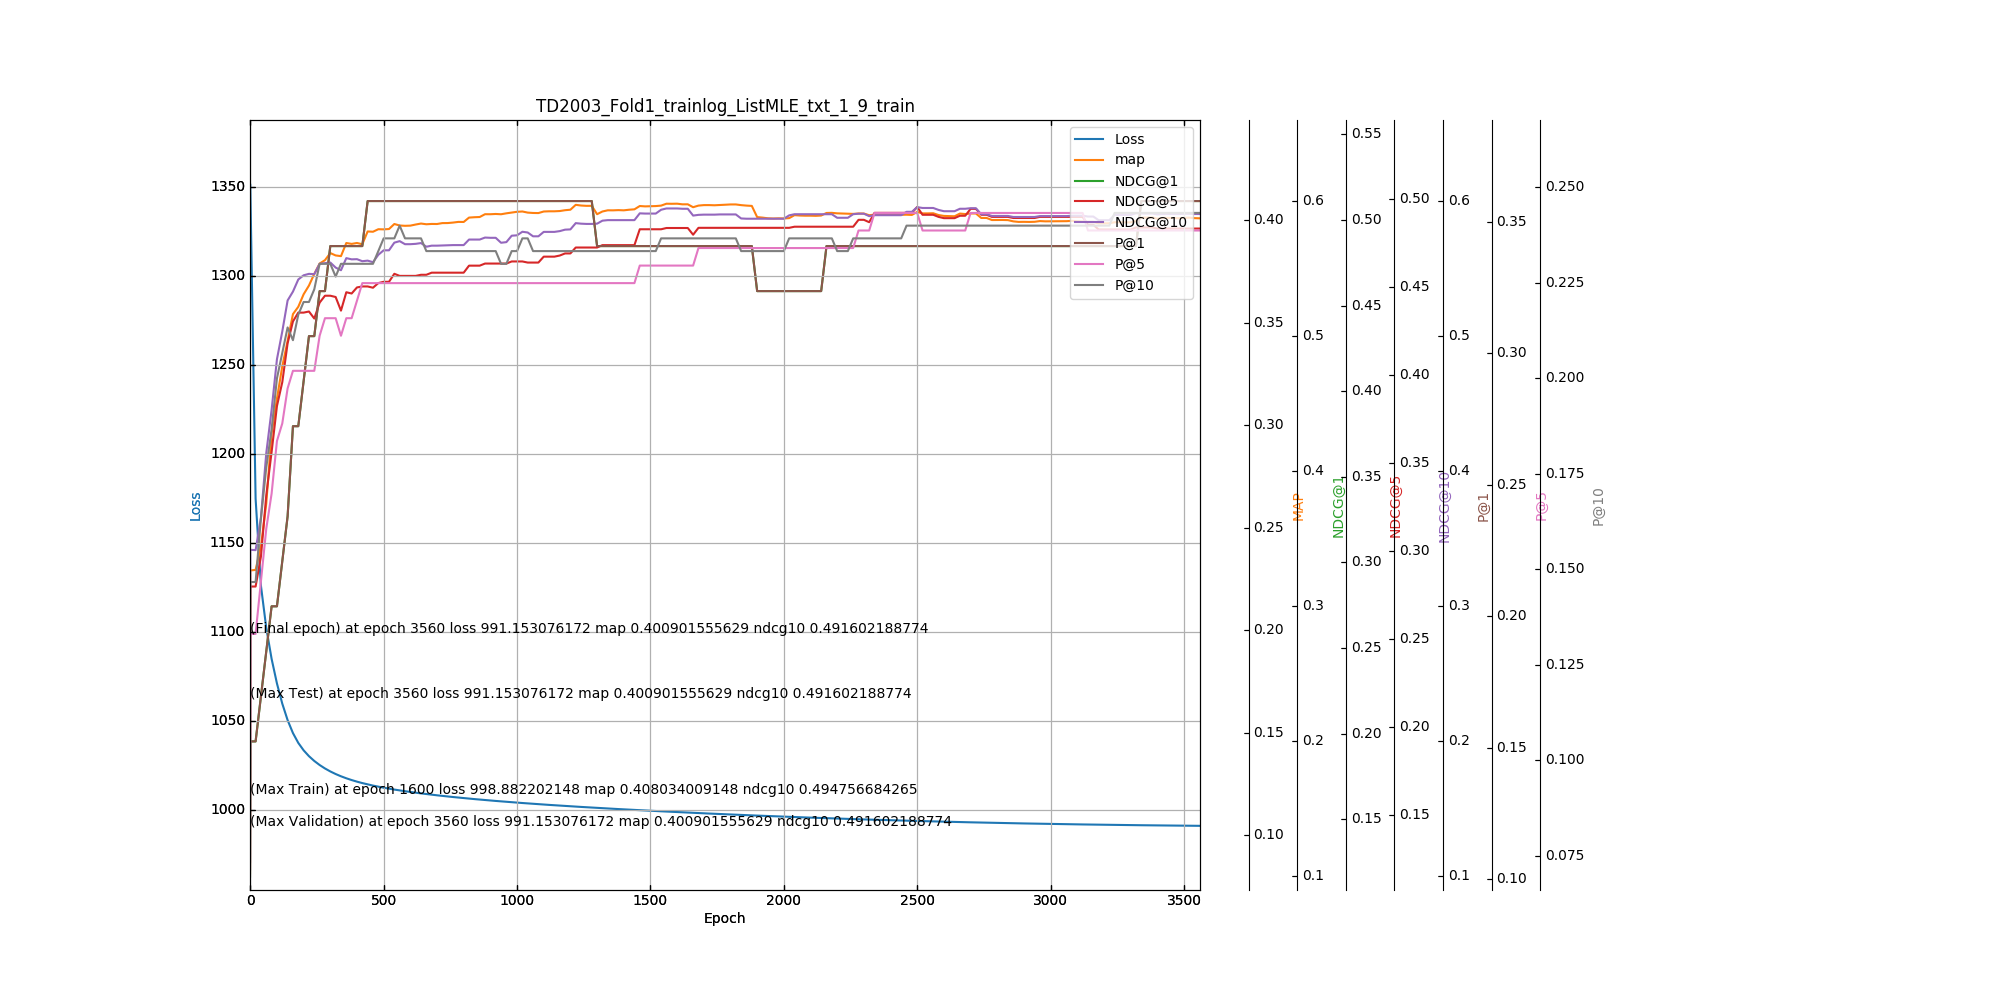 TD2003_Fold1_trainlog_ListMLE_txt_1_9_train
Loss
map
NDCG@1
NDCG@5
NDCG@10
P@1
P@5
P@10
1350
1300
1250
1200
1150
1100
1050
1000
Loss
(Final epoch) at epoch 3560 loss 991.153076172 map 0.400901555629 ndcg10 0.491602188774
(Max Test) at epoch 3560 loss 991.153076172 map 0.400901555629 ndcg10 0.491602188774
(Max Train) at epoch 1600 loss 998.882202148 map 0.408034009148 ndcg10 0.494756684265
(Max Validation) at epoch 3560 loss 991.153076172 map 0.400901555629 ndcg10 0.491602188774
0 500 1000 1500 2000 2500 3000 3500
Epoch
0.40
0.35
0.30
0.25
0.20
0.15
0.10
MAP
0.6
0.5
0.4
0.3
0.2
0.1
NDCG@1
0.55
0.50
0.45
0.40
0.35
0.30
0.25
0.20
0.15
NDCG@5
0.50
0.45
0.40
0.35
0.30
0.25
0.20
0.15
NDCG@10
0.6
0.5
0.4
0.3
0.2
0.1
P@1
0.35
0.30
0.25
0.20
0.15
0.10
P@5
0.250
0.225
0.200
0.175
0.150
0.125
0.100
0.075
P@10